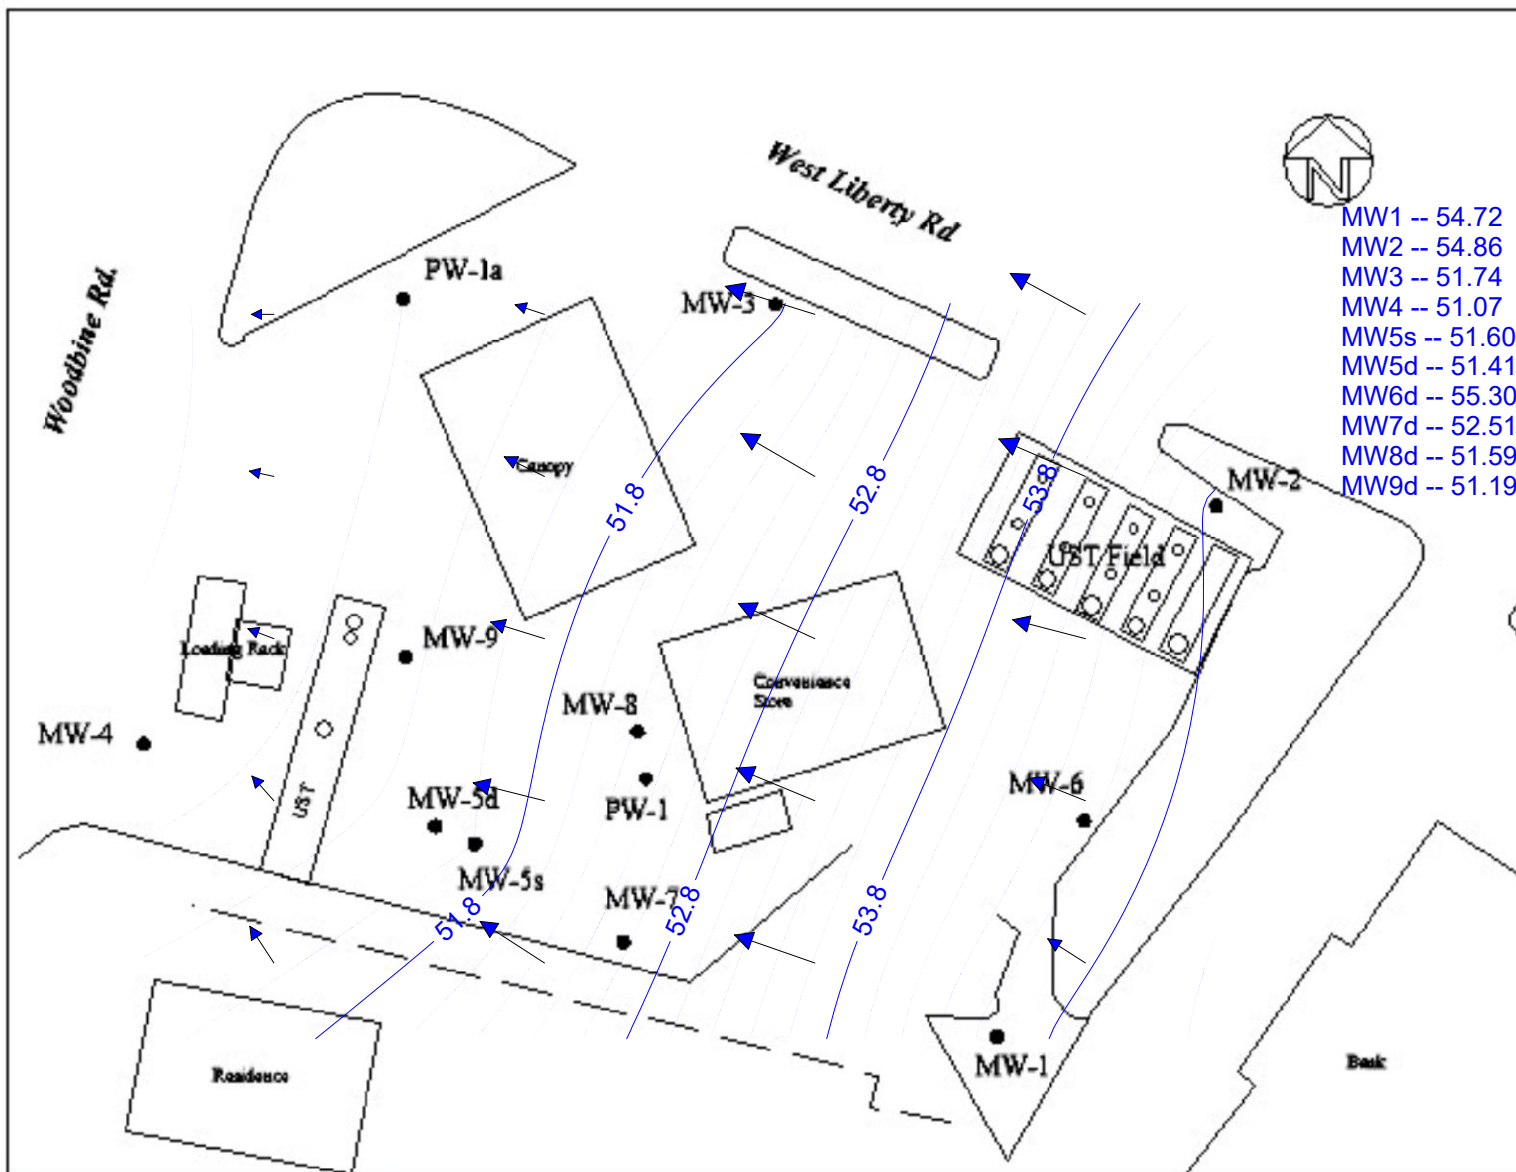 West Liberty Rd
N
MW1 -- 54.72
MW2 -- 54.86
MW3 -- 51.74
MW4 -- 51.07
MW5s -- 51.60
MW5d -- 51.41
MW6d -- 55.30
MW7d -- 52.51
MW8d -- 51.59
MW9d -- 51.19
PW-1a
MW-3
Woodbine Rd.
Canopy
51.8
52.8
53.8
MW-2
UST Field
Loading Rack
MW-9
Convenience
Store
MW-8
MW-4
MW-6
UST
MW-5d
PW-1
MW-5s
MW-7
51.8
52.8
53.8
MW-1
Residence
Bank